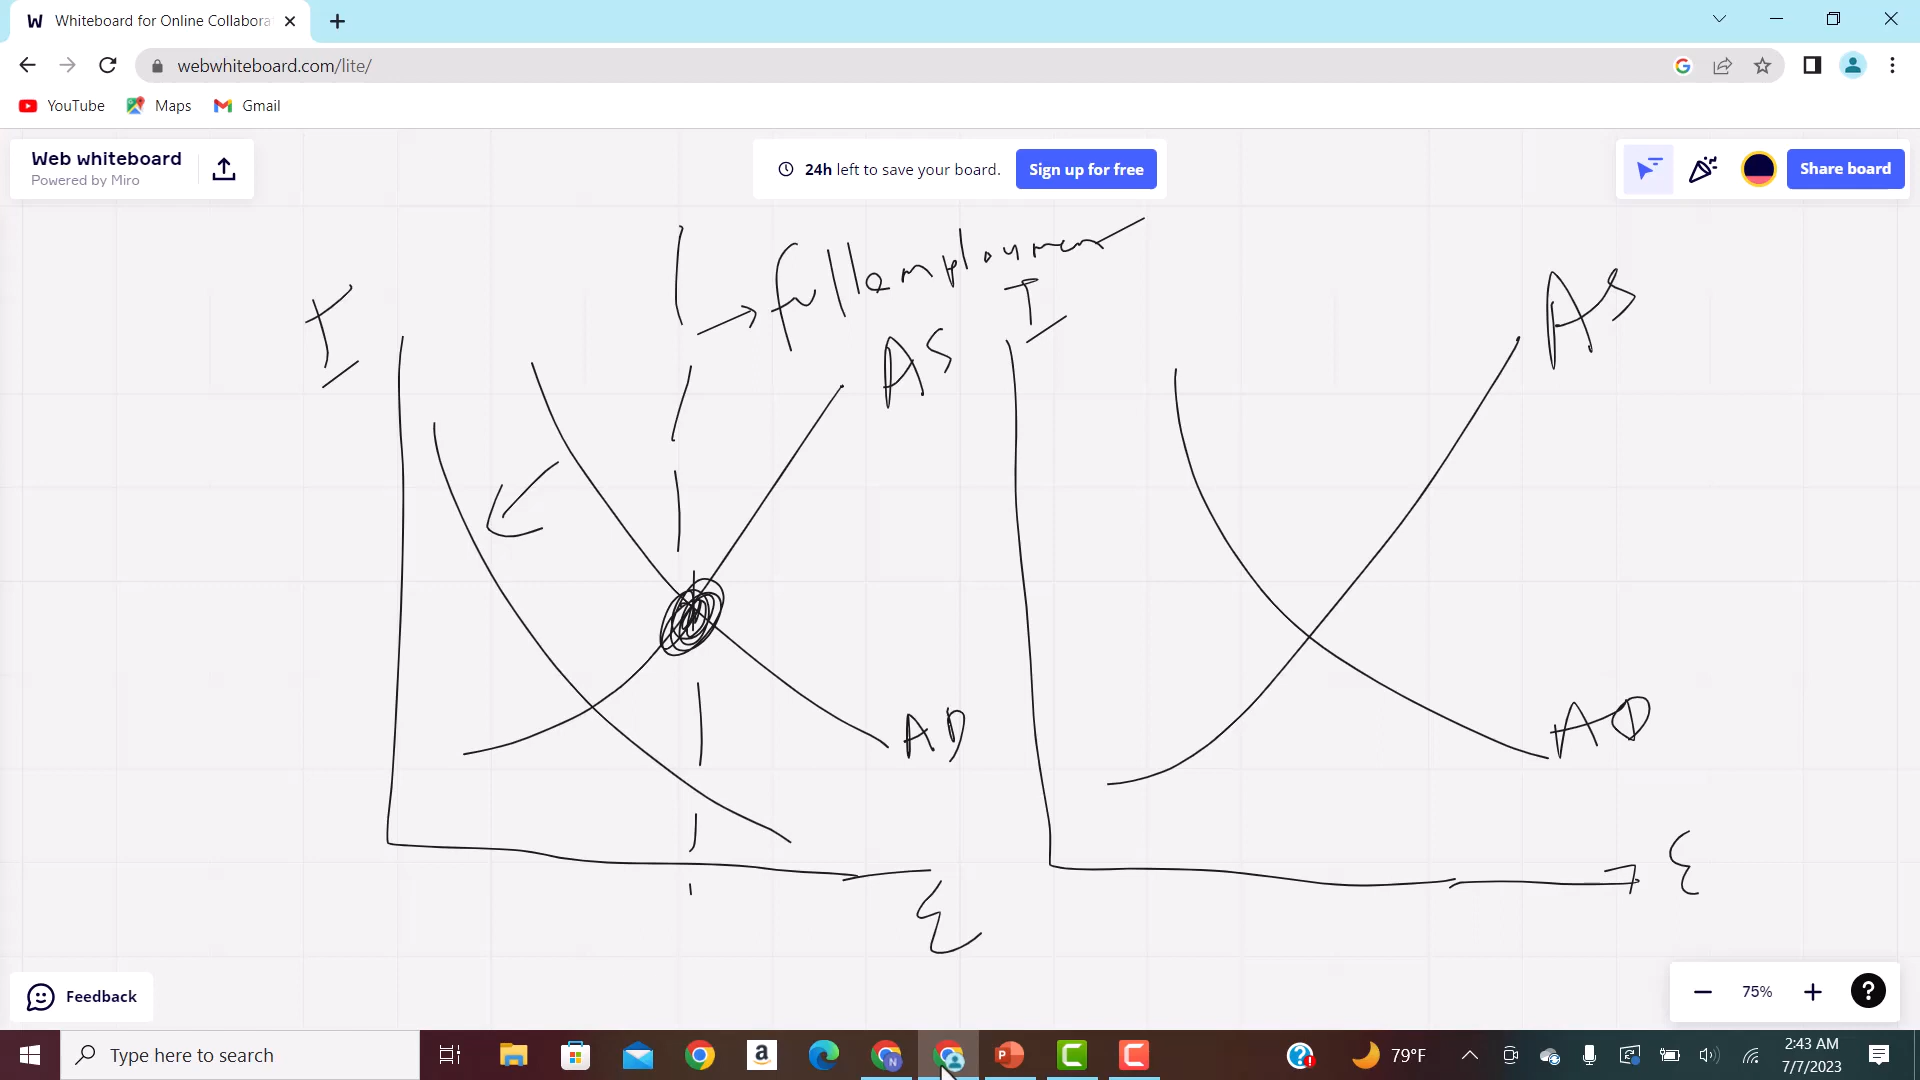 Whiteboard for Online Collabora
webwhiteboard.com/lite/
YouTube Maps Gmail
Web whiteboard
Powered by Miro
24h left to save your board. Sign up for free
Share board
full employmen
I
I
AS
AS
AD
AD
E
E
Feedback
75%
Type here to search
79°F
2:43 AM
7/7/2023